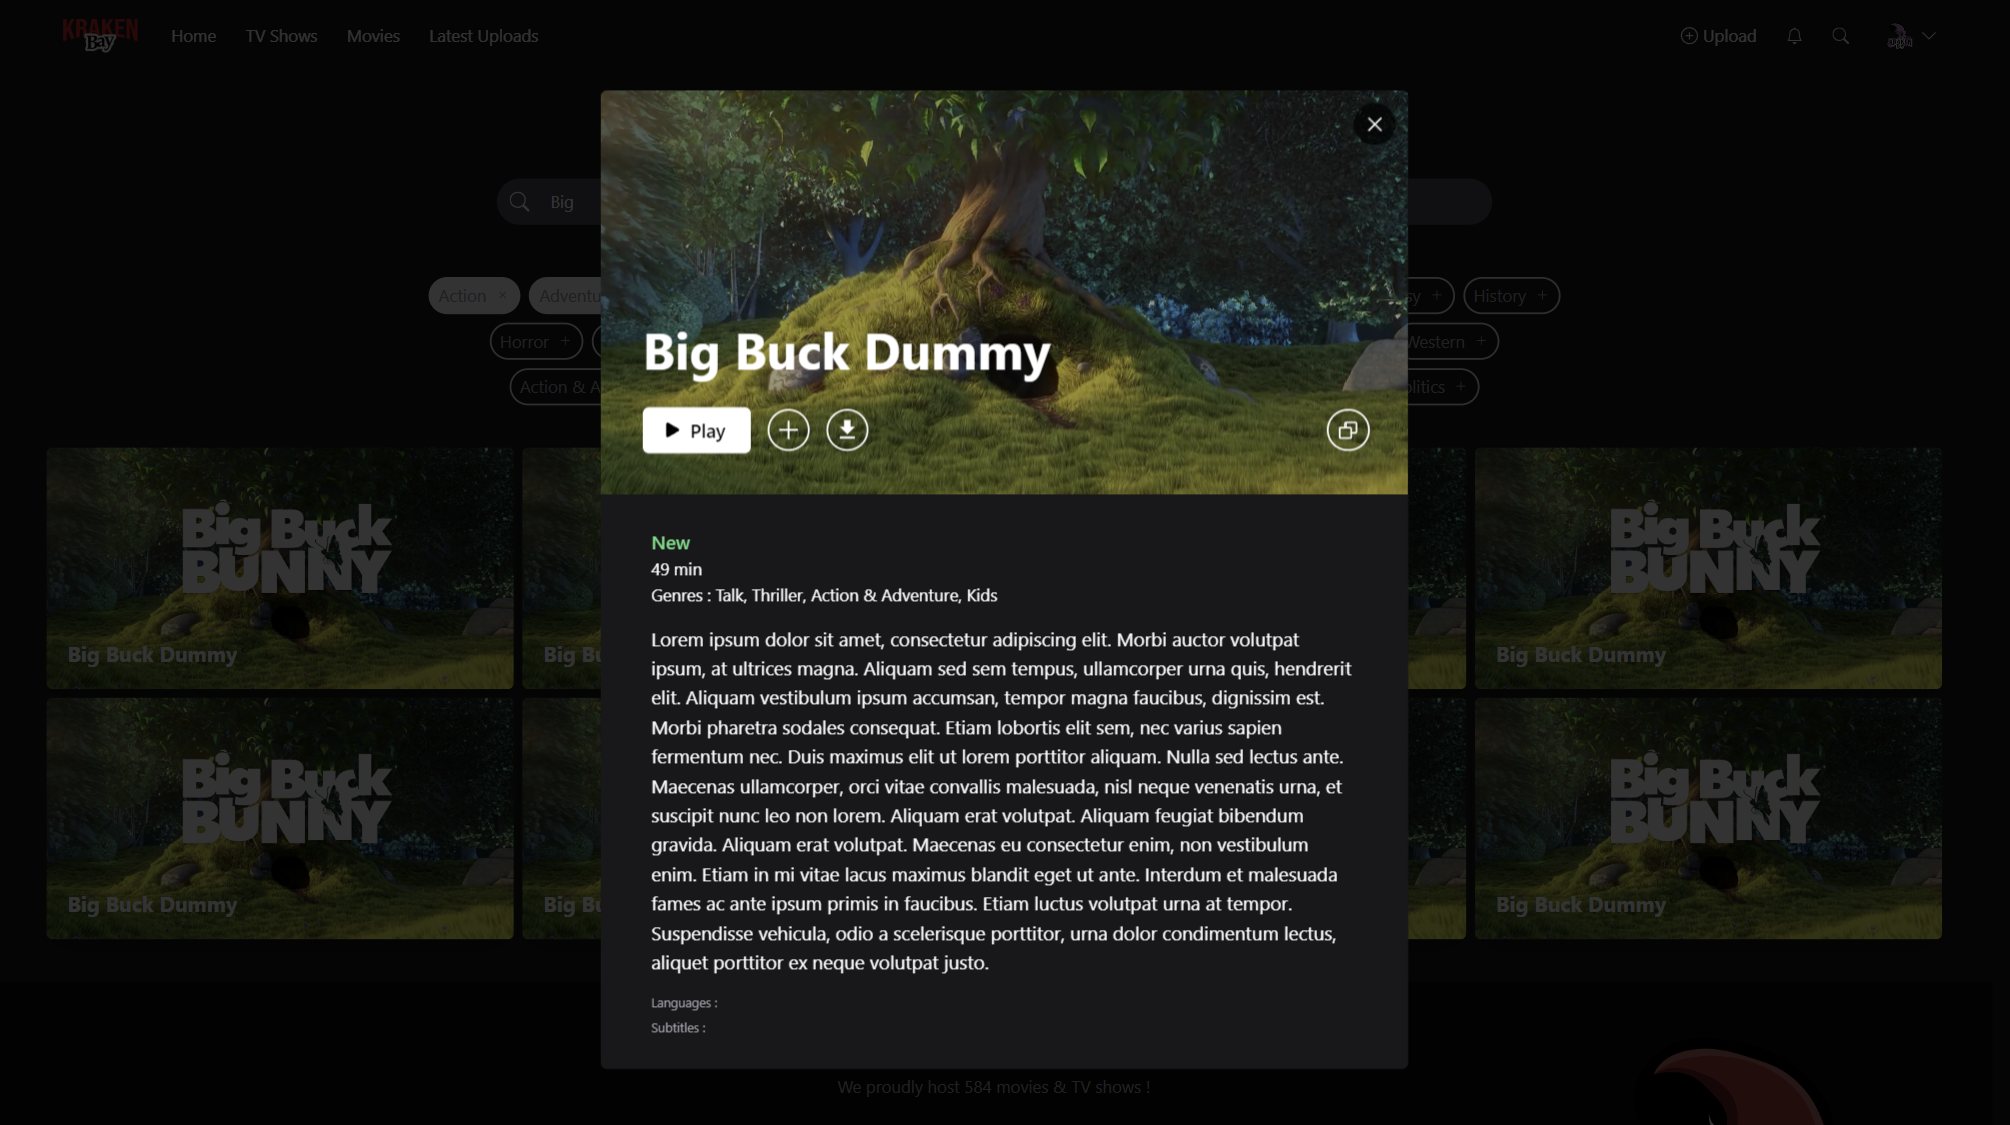 KRAKEN
Bay
Home
TV Shows
Movies
Latest Uploads
Upload
Big
Action ×
Adventu
sy +
History +
Horror +
Western +
Action & A
olitics +
Big Buck Dummy
Play
New
49 min
Genres : Talk, Thriller, Action & Adventure, Kids
Lorem ipsum dolor sit amet, consectetur adipiscing elit. Morbi auctor volutpat
ipsum, at ultrices magna. Aliquam sed sem tempus, ullamcorper urna quis, hendrerit
elit. Aliquam vestibulum ipsum accumsan, tempor magna faucibus, dignissim est.
Morbi pharetra sodales consequat. Etiam lobortis elit sem, nec varius sapien
fermentum nec. Duis maximus elit ut lorem porttitor aliquam. Nulla sed lectus ante.
Maecenas ullamcorper, orci vitae convallis malesuada, nisl neque venenatis urna, et
suscipit nunc leo non lorem. Aliquam erat volutpat. Aliquam feugiat bibendum
gravida. Aliquam erat volutpat. Maecenas eu consectetur enim, non vestibulum
enim. Etiam in mi vitae lacus maximus blandit eget ut ante. Interdum et malesuada
fames ac ante ipsum primis in faucibus. Etiam luctus volutpat urna at tempor.
Suspendisse vehicula, odio a scelerisque porttitor, urna dolor condimentum lectus,
aliquet porttitor ex neque volutpat justo.
Languages :
Subtitles :
Big Buck
BUNNY
Big Buck Dummy
Big Bu
Big Buck
BUNNY
Big Buck Dummy
Big Buck
BUNNY
Big Buck Dummy
Big Bu
Big Buck
BUNNY
Big Buck Dummy
We proudly host 584 movies & TV shows !